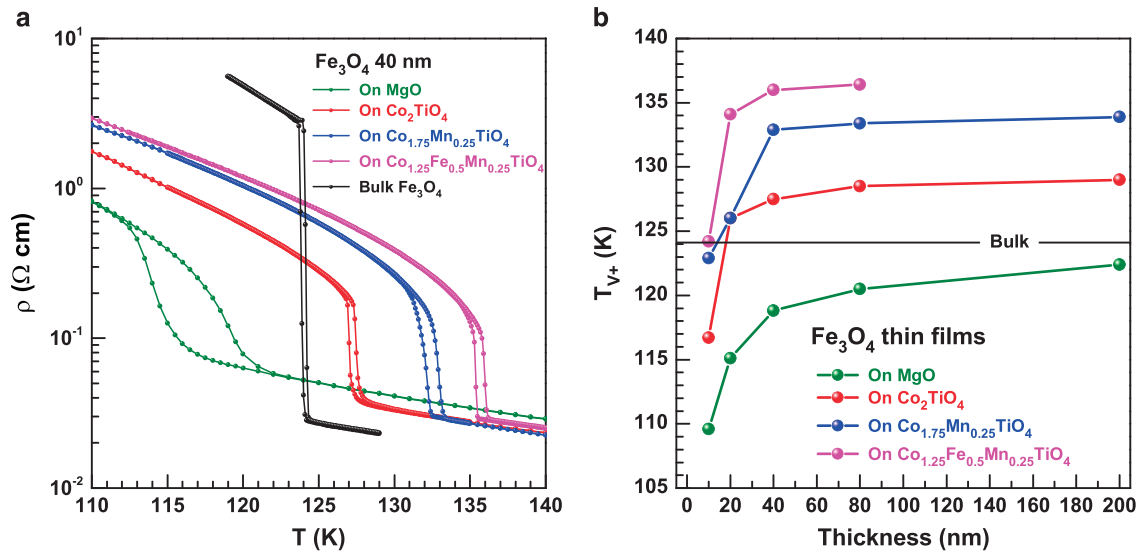 a
10¹
10⁰
10⁻¹
10⁻²
ρ (Ω cm)
110 115 120 125 130 135 140
T (K)
Fe₃O₄ 40 nm
On MgO
On Co₂TiO₄
On Co₁.₇₅Mn₀.₂₅TiO₄
On Co₁.₂₅Fe₀.₅Mn₀.₂₅TiO₄
Bulk Fe₃O₄
b
140
135
130
125
120
115
110
105
T_V+ (K)
0 20 40 60 80 100 120 140 160 180 200
Thickness (nm)
Bulk
Fe₃O₄ thin films
On MgO
On Co₂TiO₄
On Co₁.₇₅Mn₀.₂₅TiO₄
On Co₁.₂₅Fe₀.₅Mn₀.₂₅TiO₄